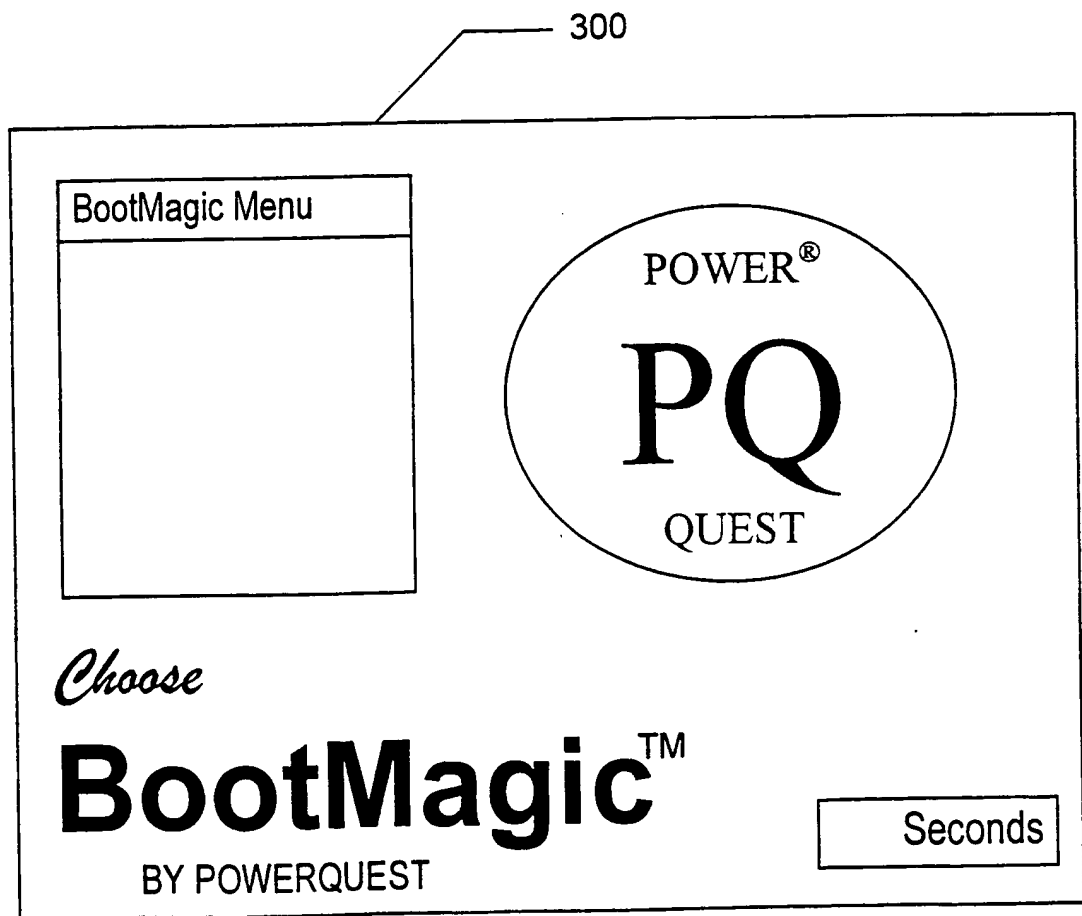 300
BootMagic Menu
POWER®
PQ
QUEST
Choose
BootMagic™
BY POWERQUEST
Seconds